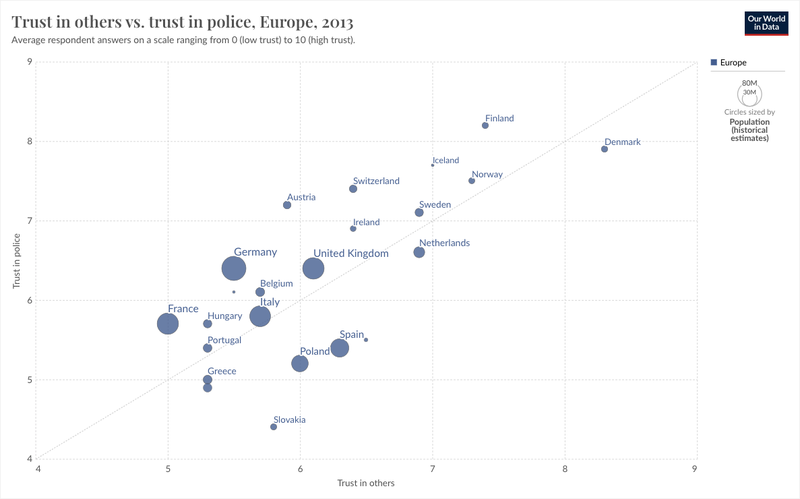 Trust in others vs. trust in police, Europe, 2013
Average respondent answers on a scale ranging from 0 (low trust) to 10 (high trust).
Our World
in Data
Europe
80M
30M
Circles sized by
Population
(historical
estimates)
9
8
7
6
5
4
Trust in police
Finland
Denmark
Iceland
Norway
Switzerland
Austria
Sweden
Ireland
Netherlands
Germany
United Kingdom
Belgium
Italy
France
Hungary
Spain
Portugal
Poland
Greece
Slovakia
4
5
6
7
8
9
Trust in others